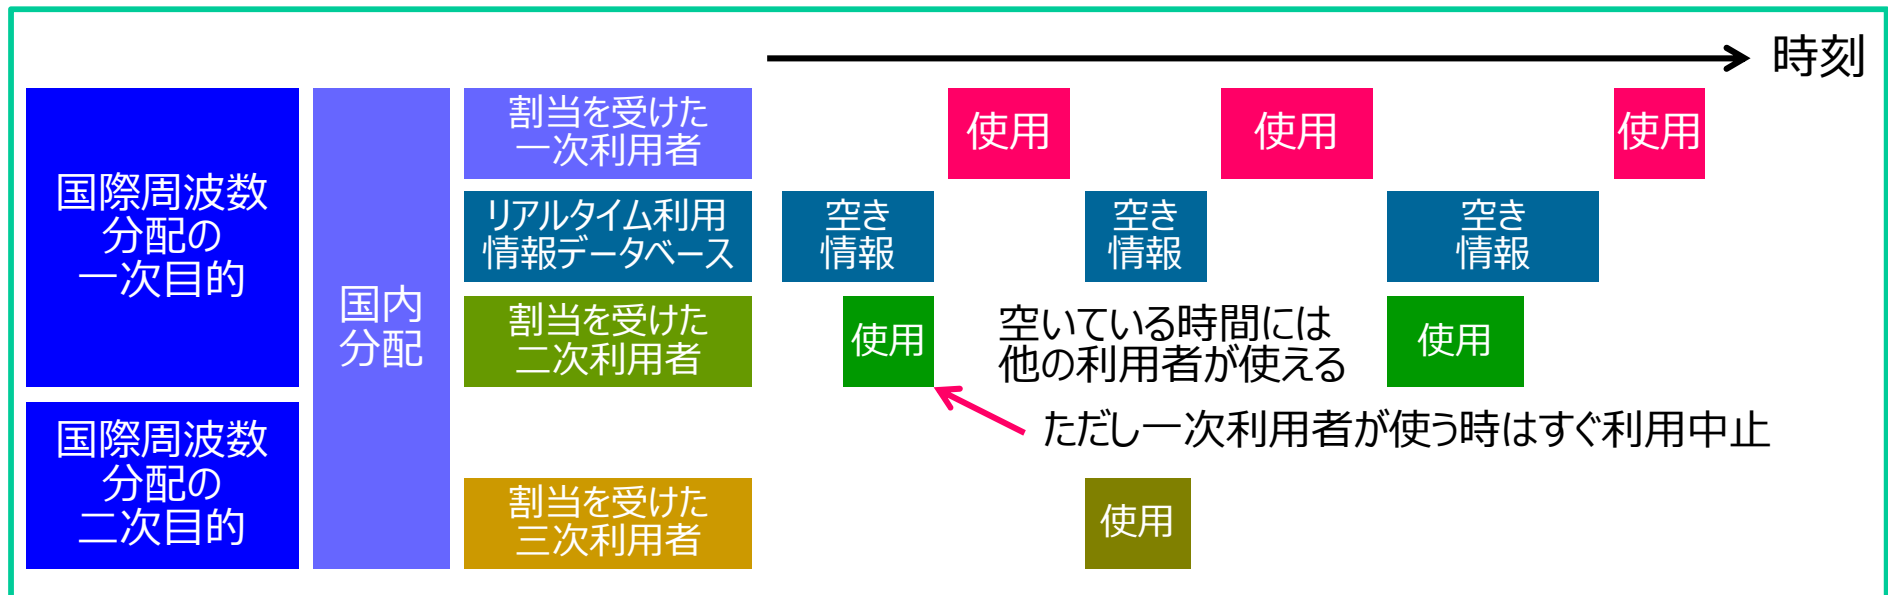 時刻
国際周波数
分配の
一次目的
国際周波数
分配の
二次目的
国内
分配
割当を受けた
一次利用者
使用
使用
使用
リアルタイム利用
情報データベース
空き
情報
空き
情報
空き
情報
割当を受けた
二次利用者
使用
空いている時間には
他の利用者が使える
使用
ただし一次利用者が使う時はすぐ利用中止
割当を受けた
三次利用者
使用